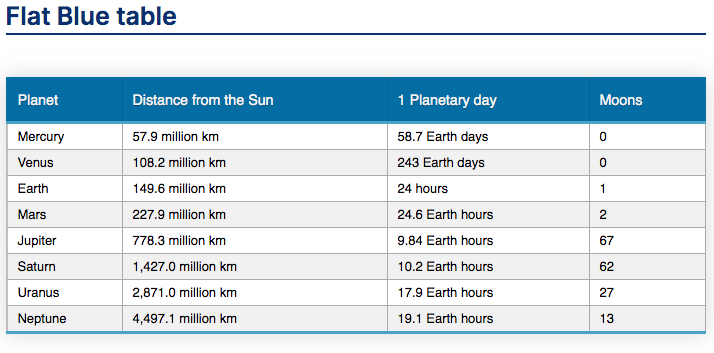 Flat Blue table
Planet Distance from the Sun 1 Planetary day Moons
Mercury 57.9 million km 58.7 Earth days 0
Venus 108.2 million km 243 Earth days 0
Earth 149.6 million km 24 hours 1
Mars 227.9 million km 24.6 Earth hours 2
Jupiter 778.3 million km 9.84 Earth hours 67
Saturn 1,427.0 million km 10.2 Earth hours 62
Uranus 2,871.0 million km 17.9 Earth hours 27
Neptune 4,497.1 million km 19.1 Earth hours 13